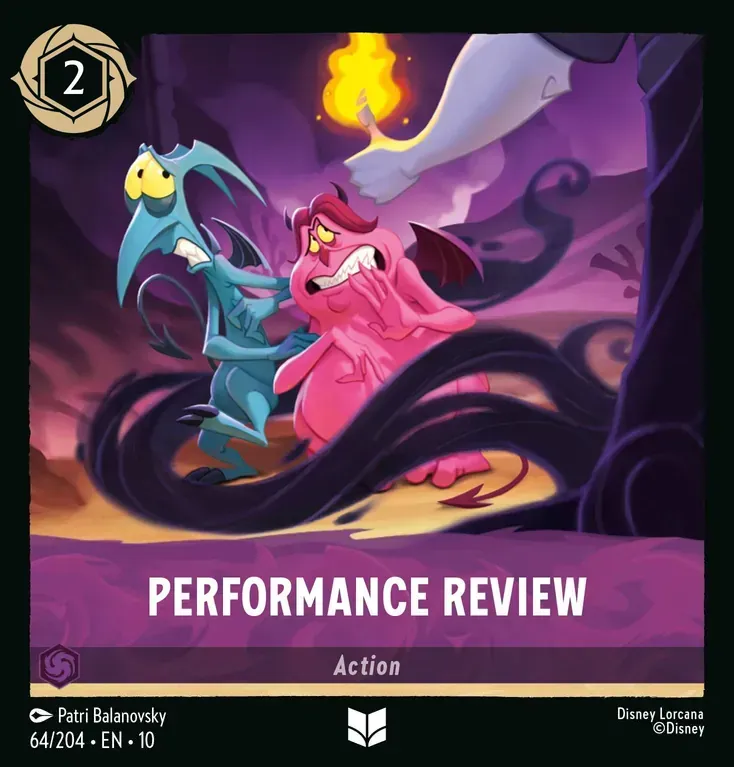 2
PERFORMANCE REVIEW
Action
Patri Balanovsky
64/204 • EN • 10
Disney Lorcana
©Disney